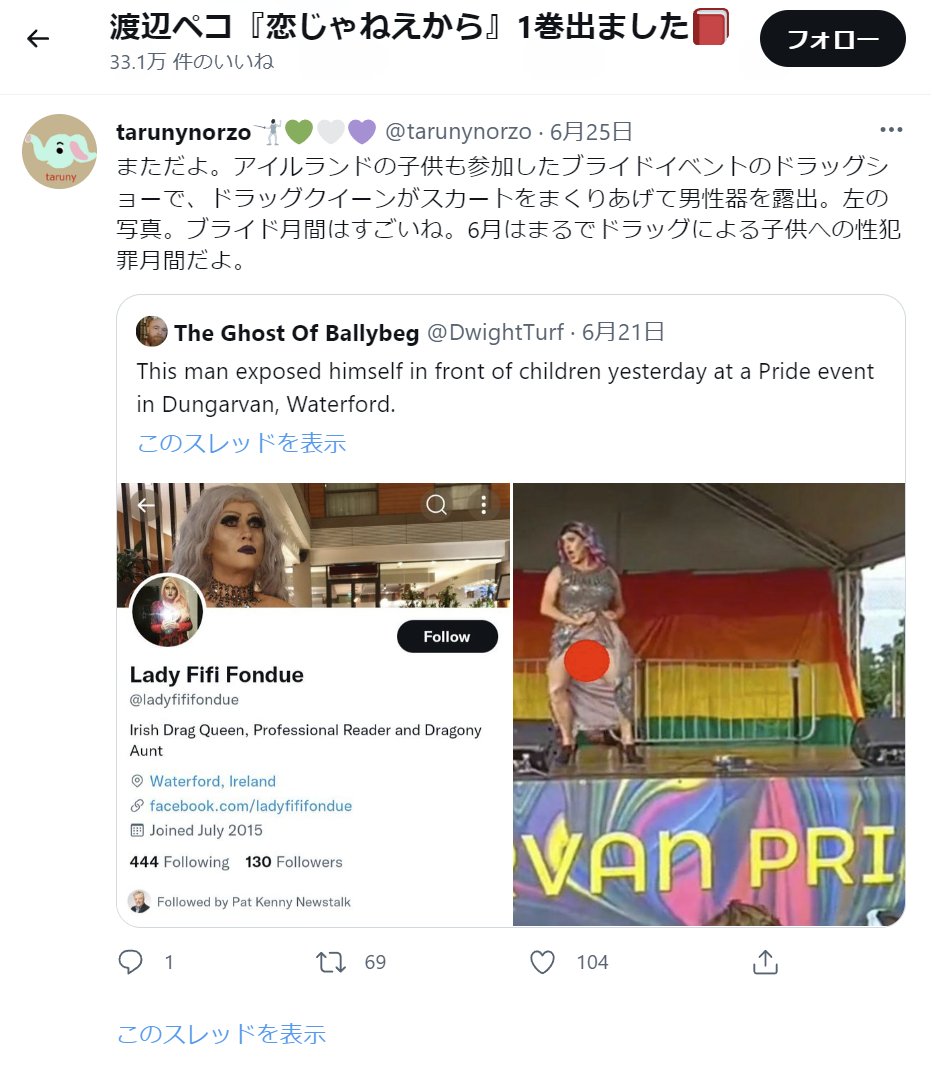 渡辺ペコ『恋じゃねえから』1巻出ました📕
33.1万 件のいいね
フォロー
taruny
tarunynorzo🤺💚🤍💜 @tarunynorzo · 6月25日
まただよ。アイルランドの子供も参加したプライドイベントのドラッグシ
ョーで、ドラッグクイーンがスカートをまくりあげて男性器を露出。左の
写真。プライド月間はすごいね。6月はまるでドラッグによる子供への性犯
罪月間だよ。
The Ghost Of Ballybeg @DwightTurf · 6月21日
This man exposed himself in front of children yesterday at a Pride event
in Dungarvan, Waterford.
このスレッドを表示
Follow
Lady Fifi Fondue
@ladyfififondue
Irish Drag Queen, Professional Reader and Dragony
Aunt
Waterford, Ireland
facebook.com/ladyfififondue
Joined July 2015
444 Following 130 Followers
Followed by Pat Kenny Newstalk
VAN PRI
1 69 104
このスレッドを表示